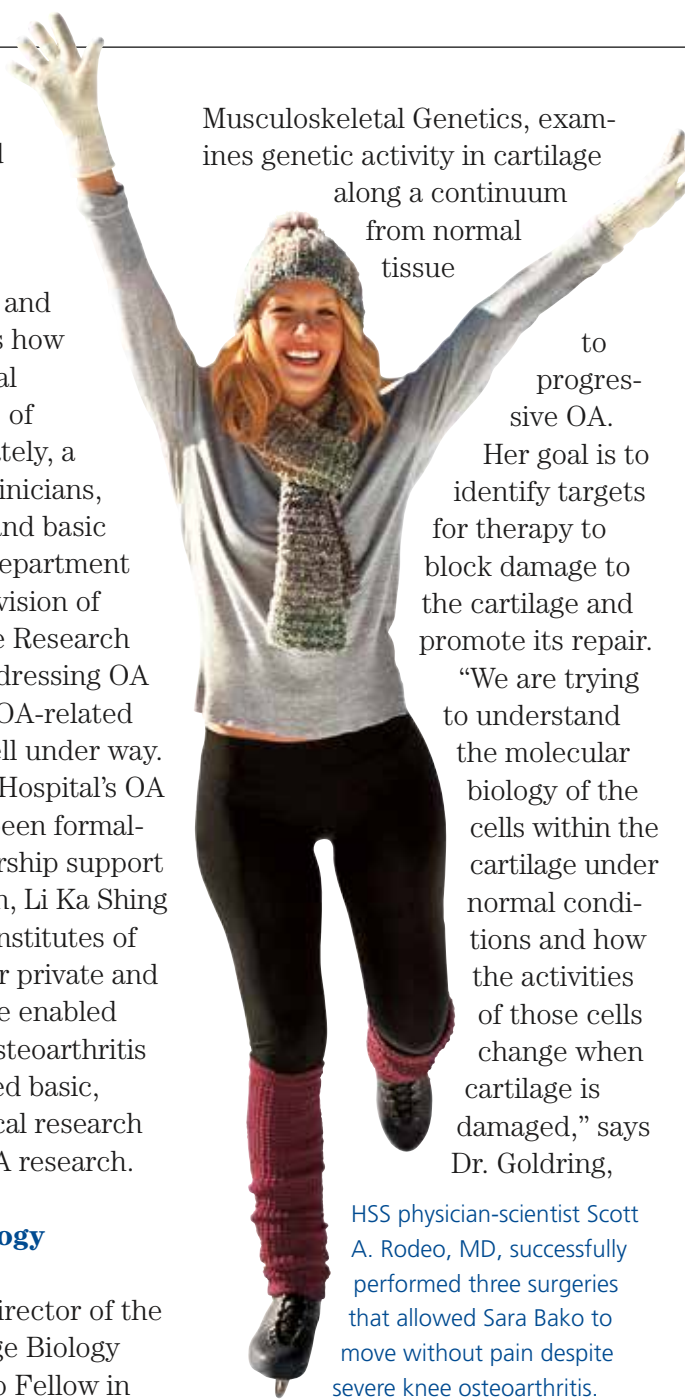 l
and
s how
al
of
tely, a
inicians,
and basic
epartment
vision of
e Research
dressing OA
OA-related
ell under way.
Hospital's OA
een formal-
ership support
n, Li Ka Shing
nstitutes of
r private and
e enabled
steoarthritis
ed basic,
cal research
A research.
ogy
irector of the
ge Biology
o Fellow in
Musculoskeletal Genetics, exam-
ines genetic activity in cartilage
along a continuum
from normal
tissue
to
progres-
sive OA.
Her goal is to
identify targets
for therapy to
block damage to
the cartilage and
promote its repair.
“We are trying
to understand
the molecular
biology of the
cells within the
cartilage under
normal condi-
tions and how
the activities
of those cells
change when
cartilage is
damaged,” says
Dr. Goldring,
HSS physician-scientist Scott
A. Rodeo, MD, successfully
performed three surgeries
that allowed Sara Bako to
move without pain despite
severe knee osteoarthritis.